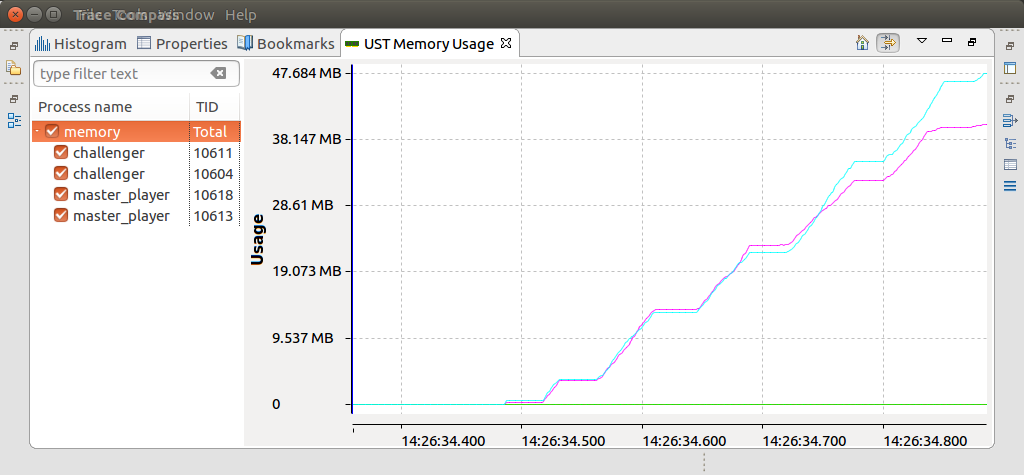 Trace Compass
File Tools Window Help
Histogram Properties Bookmarks UST Memory Usage
type filter text
Process name TID
memory Total
challenger 10611
challenger 10604
master_player 10618
master_player 10613
Usage
47.684 MB
38.147 MB
28.61 MB
19.073 MB
9.537 MB
0
14:26:34.400 14:26:34.500 14:26:34.600 14:26:34.700 14:26:34.800